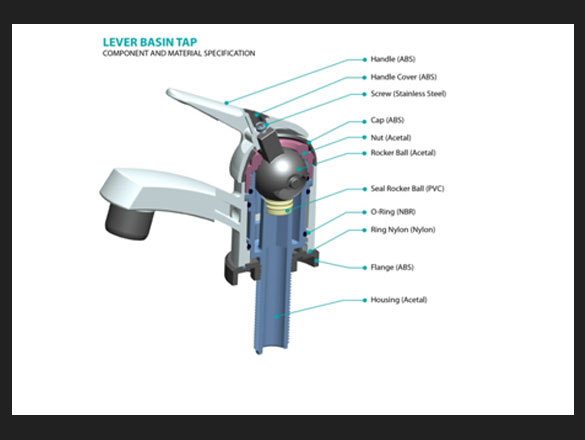 LEVER BASIN TAP
COMPONENT AND MATERIAL SPECIFICATION
Handle (ABS)
Handle Cover (ABS)
Screw (Stainless Steel)
Cap (ABS)
Nut (Acetal)
Rocker Ball (Acetal)
Seal Rocker Ball (PVC)
O-Ring (NBR)
Ring Nylon (Nylon)
Flange (ABS)
Housing (Acetal)